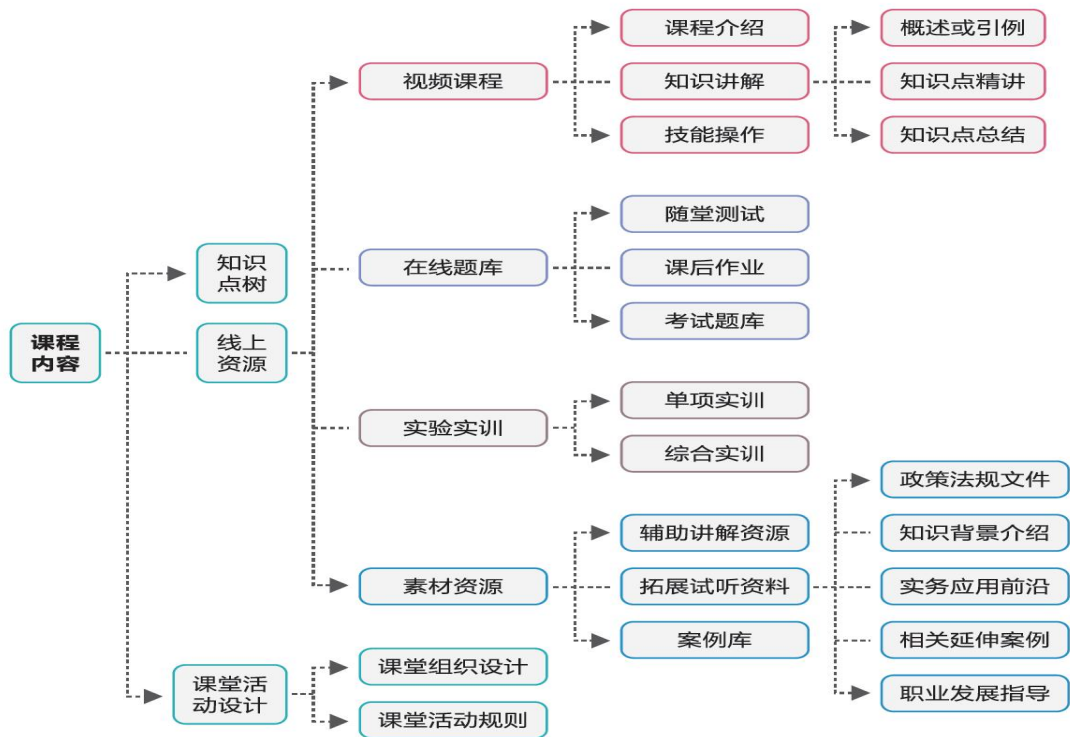 课程介绍
概述或引例
视频课程
知识讲解
知识点精讲
技能操作
知识点总结
随堂测试
知识
点树
在线题库
课后作业
考试题库
课程
内容
线上
资源
单项实训
实验实训
综合实训
政策法规文件
辅助讲解资源
知识背景介绍
素材资源
拓展试听资料
实务应用前沿
案例库
相关延伸案例
课堂组织设计
课堂活
动设计
职业发展指导
课堂活动规则